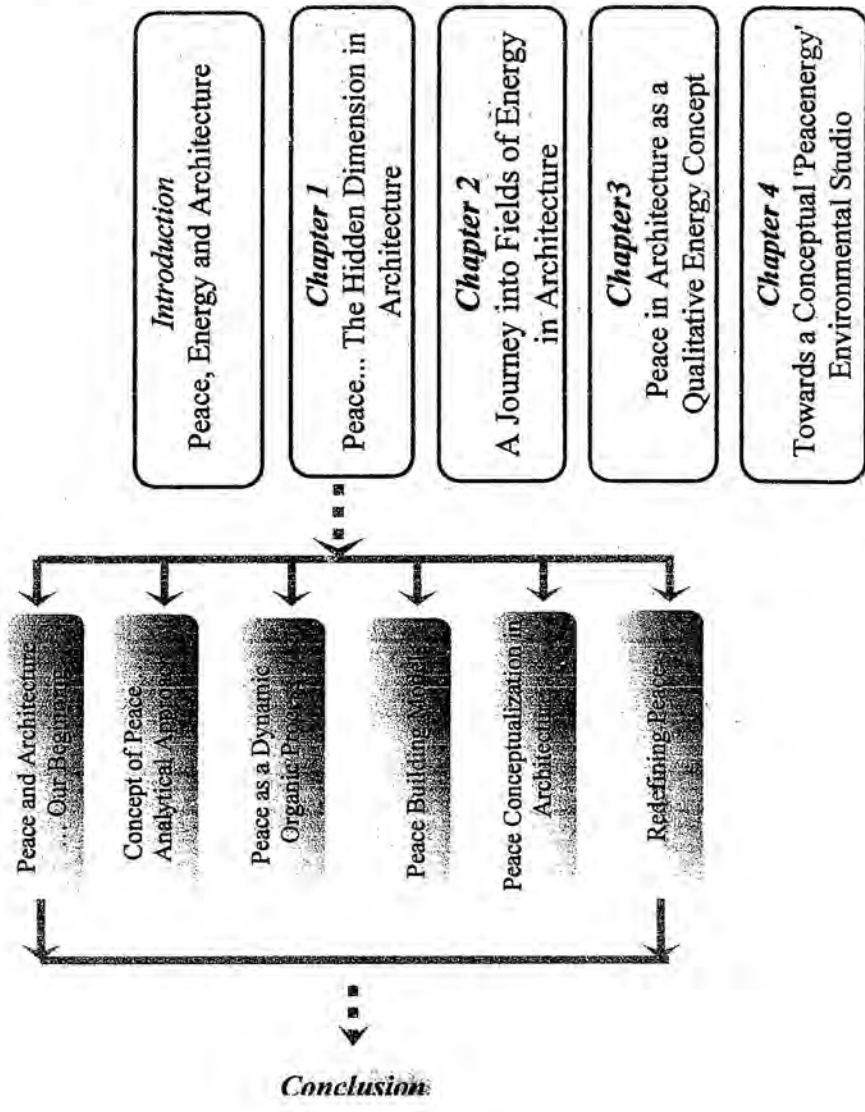 Introduction
Peace, Energy and Architecture
Chapter 1
Peace... The Hidden Dimension in
Architecture
Chapter 2
A Journey into Fields of Energy
in Architecture
Chapter3
Peace in Architecture as a
Qualitative Energy Concept
Chapter 4
Towards a Conceptual 'Peacenergy'
Environmental Studio
Peace and Architecture
... Our Beginning
Concept of Peace
Analytical Approach
Peace as a Dynamic
Organic Process
Peace Building Model
Peace Conceptualization in
Architecture
Redefining Peace
Conclusion